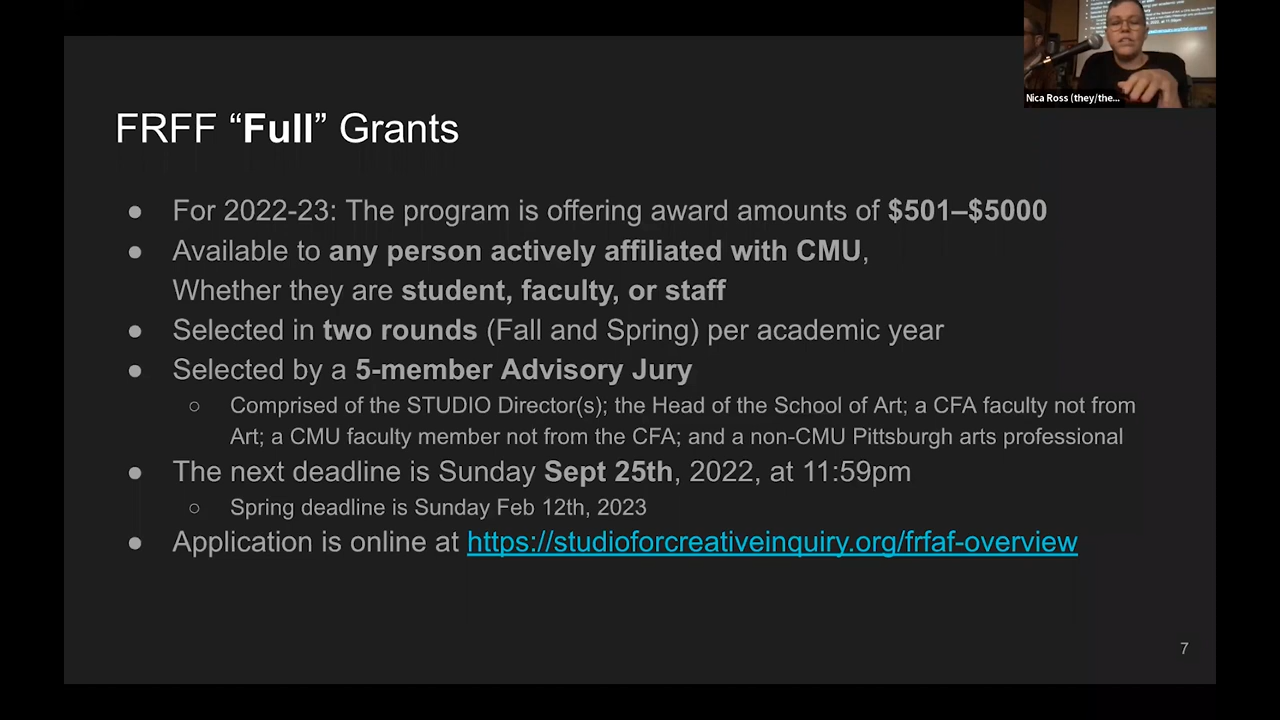 Nica Ross (they/the...
FRFF “Full” Grants
● For 2022-23: The program is offering award amounts of $501–$5000
● Available to any person actively affiliated with CMU,
Whether they are student, faculty, or staff
● Selected in two rounds (Fall and Spring) per academic year
● Selected by a 5-member Advisory Jury
○ Comprised of the STUDIO Director(s); the Head of the School of Art; a CFA faculty not from
Art; a CMU faculty member not from the CFA; and a non-CMU Pittsburgh arts professional
● The next deadline is Sunday Sept 25th, 2022, at 11:59pm
○ Spring deadline is Sunday Feb 12th, 2023
● Application is online at https://studioforcreativeinquiry.org/frfaf-overview
7